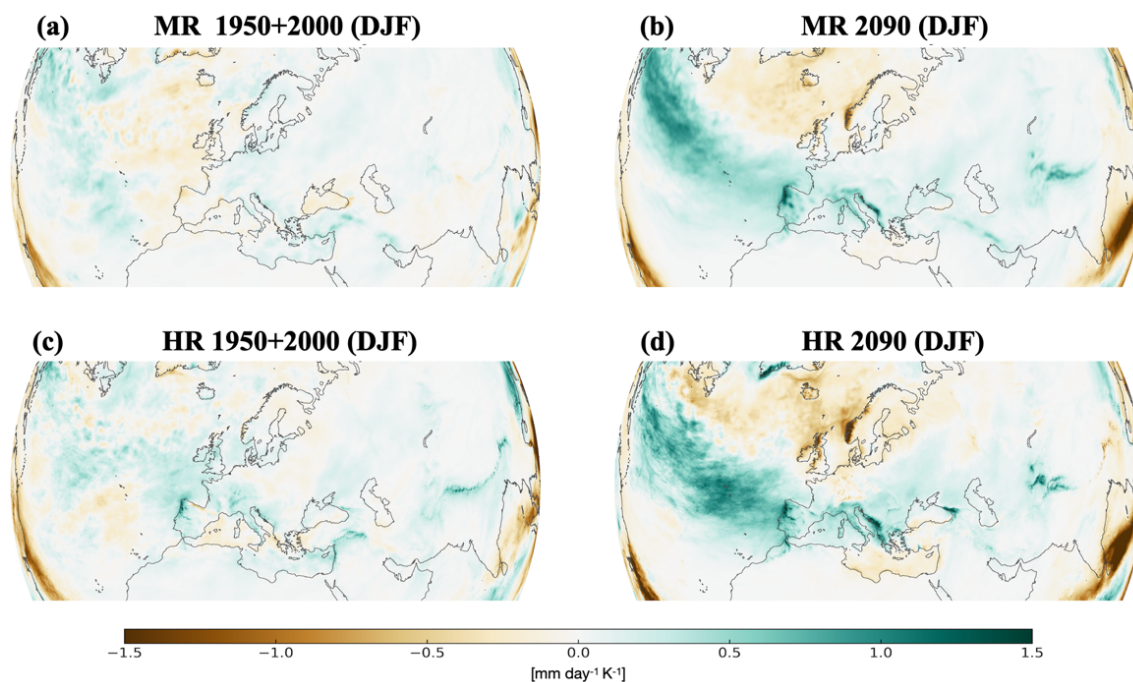 (a) MR 1950+2000 (DJF)
(b) MR 2090 (DJF)
(c) HR 1950+2000 (DJF)
(d) HR 2090 (DJF)
−1.5 −1.0 −0.5 0.0 0.5 1.0 1.5
[mm day⁻¹ K⁻¹]